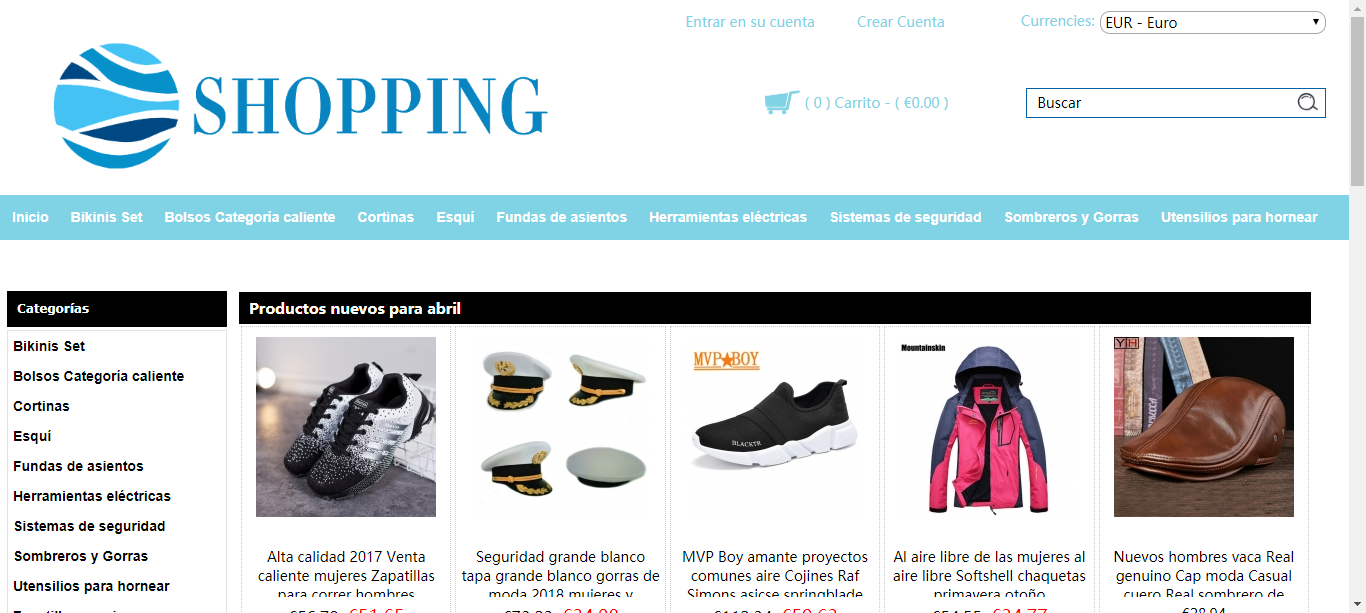 Entrar en su cuenta
Crear Cuenta
Currencies:
EUR - Euro
SHOPPING
( 0 ) Carrito - ( €0.00 )
Buscar
Inicio
Bikinis Set
Bolsos Categoría caliente
Cortinas
Esquí
Fundas de asientos
Herramientas eléctricas
Sistemas de seguridad
Sombreros y Gorras
Utensilios para hornear
Categorías
Bikinis Set
Bolsos Categoría caliente
Cortinas
Esquí
Fundas de asientos
Herramientas eléctricas
Sistemas de seguridad
Sombreros y Gorras
Utensilios para hornear
Productos nuevos para abril
Alta calidad 2017 Venta
caliente mujeres Zapatillas
para correr hombres
€51.65
Seguridad grande blanco
tapa grande blanco gorras de
moda 2018 mujeres y
MVP BOY
BLACKTR
MVP Boy amante proyectos
comunes aire Cojines Raf
Simons asicse springblade
Mountainskin
Al aire libre de las mujeres al
aire libre Softshell chaquetas
primavera otoño
YH
Nuevos hombres vaca Real
genuino Cap moda Casual
cuero Real sombrero de